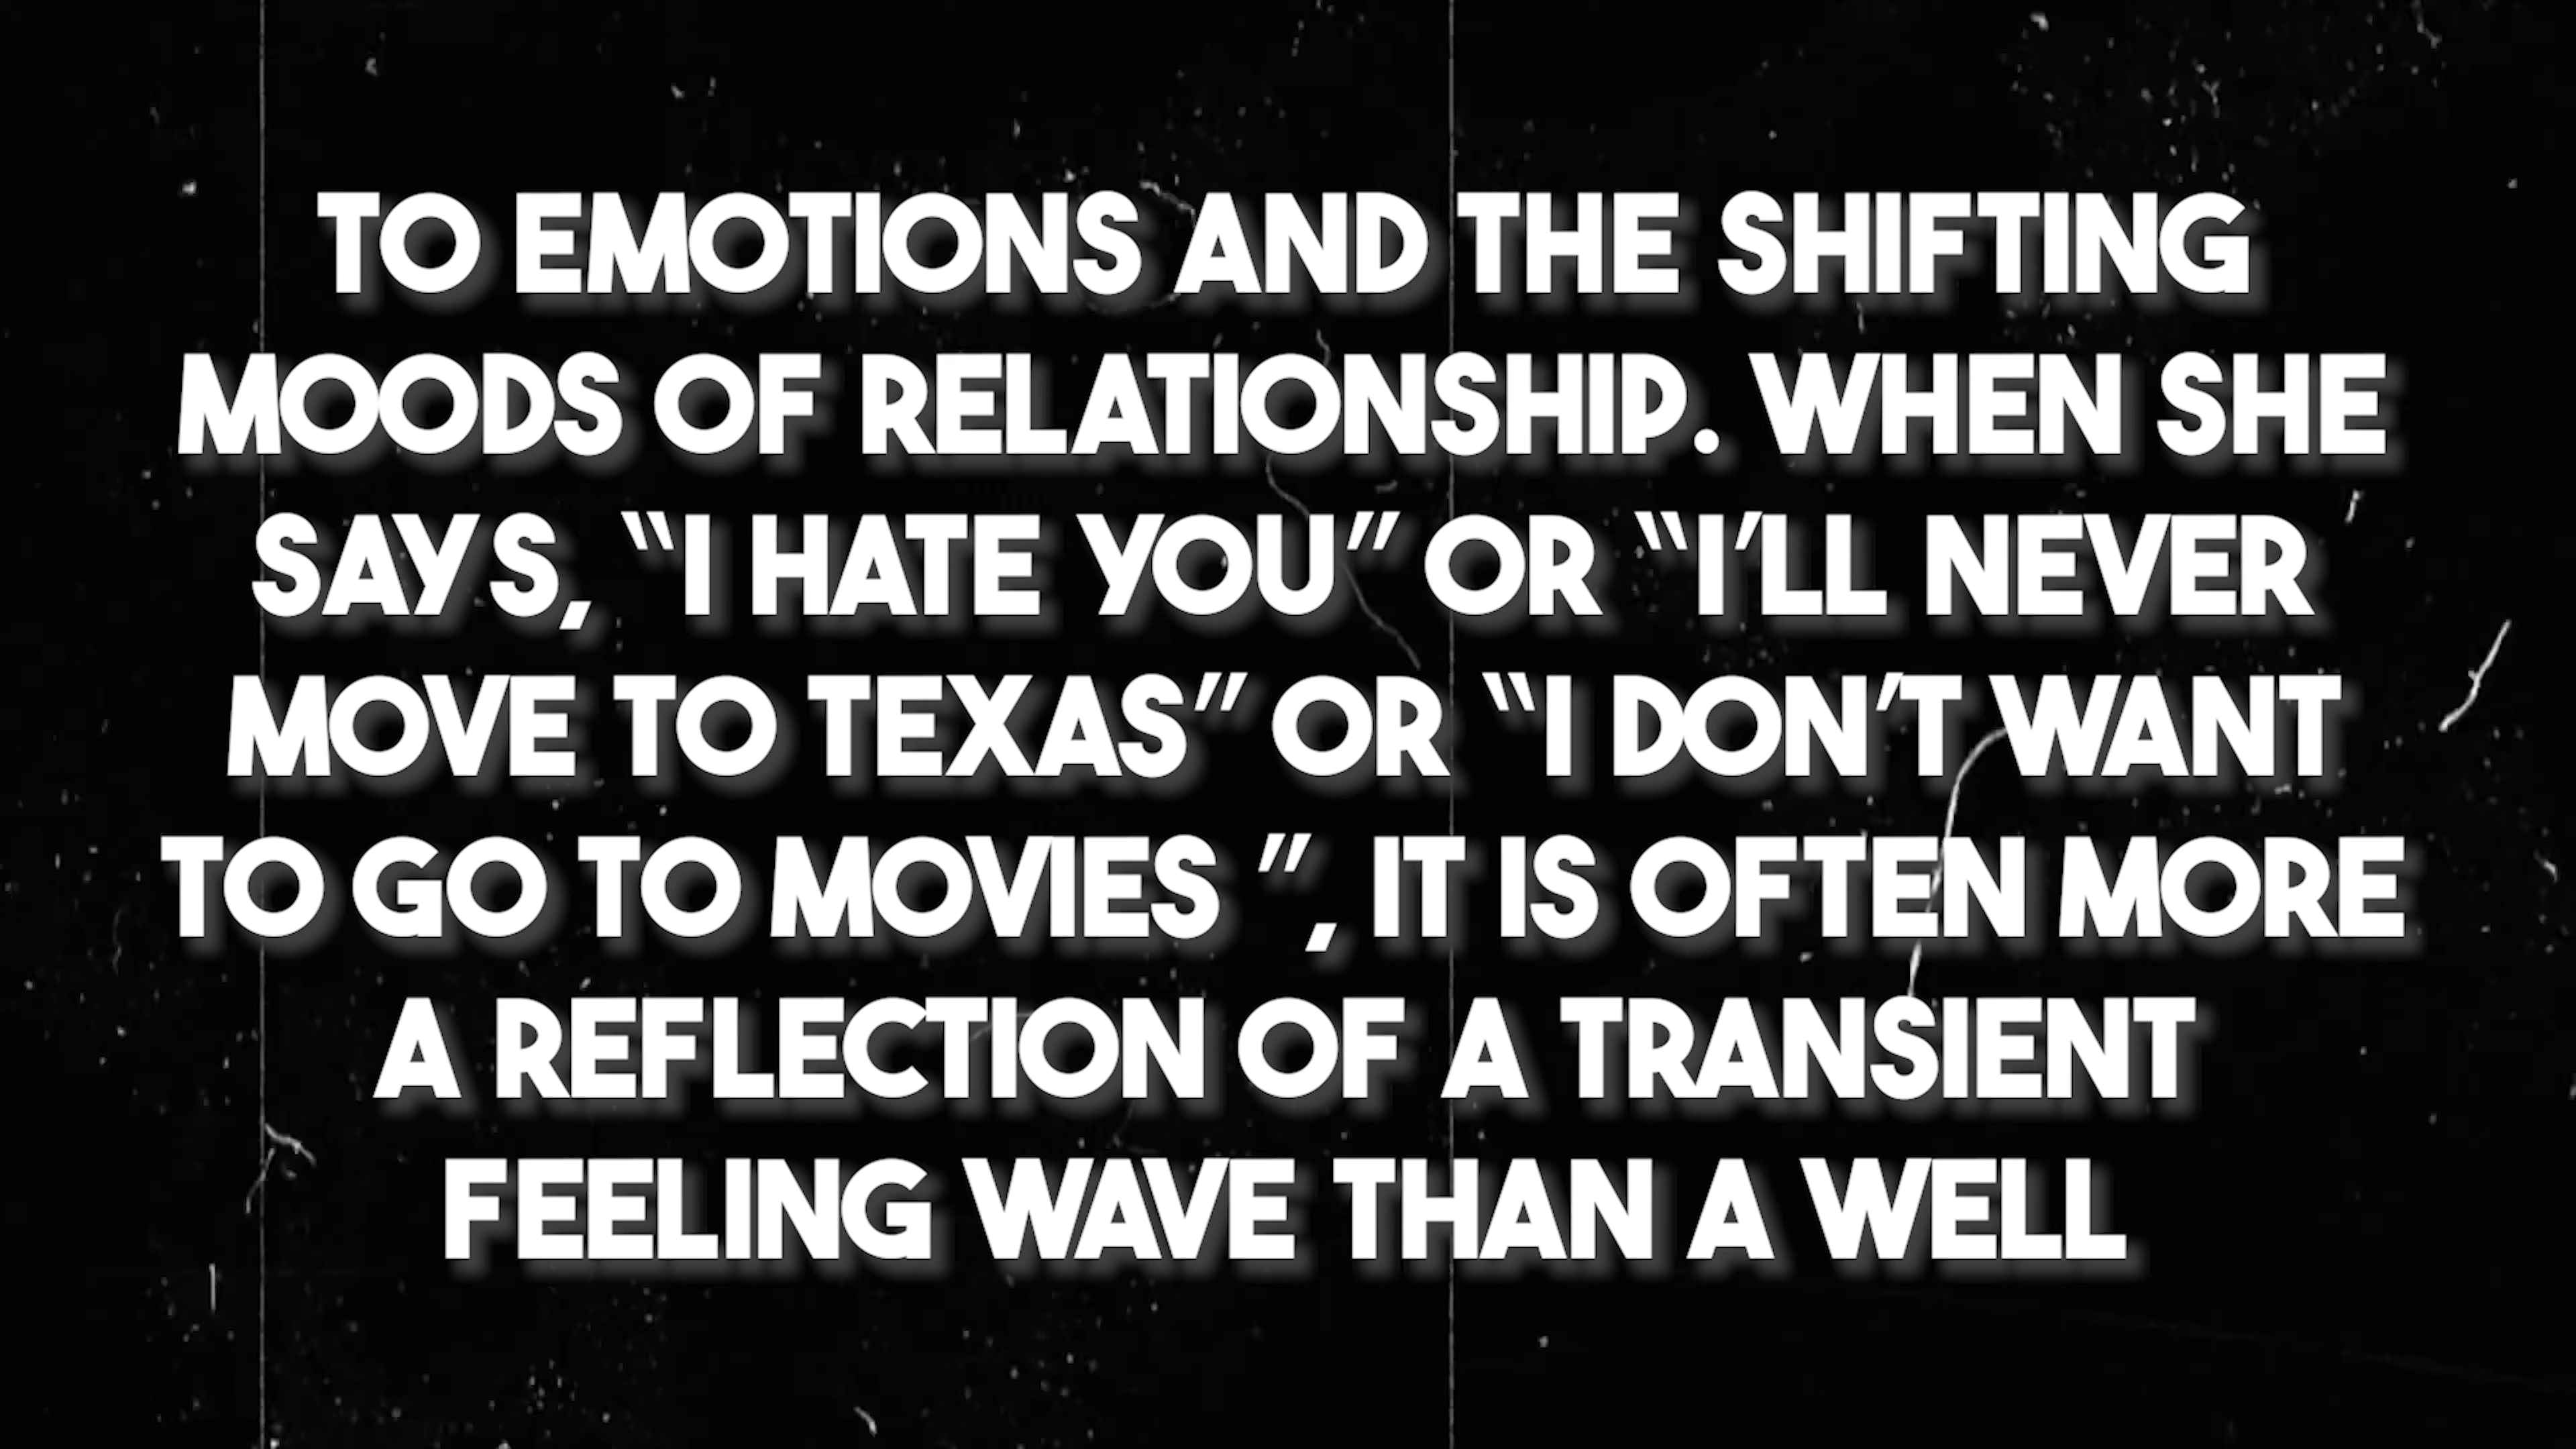 TO EMOTIONS AND THE SHIFTING
MOODS OF RELATIONSHIP. WHEN SHE
SAYS, “I HATE YOU” OR “I’LL NEVER
MOVE TO TEXAS” OR “I DON’T WANT
TO GO TO MOVIES ”, IT IS OFTEN MORE
A REFLECTION OF A TRANSIENT
FEELING WAVE THAN A WELL